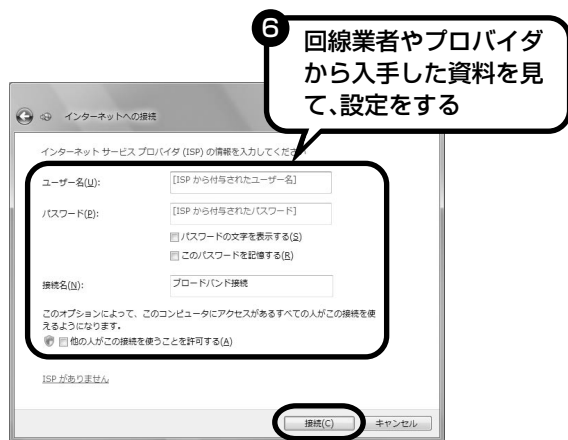 6
回線業者やプロバイダ
から入手した資料を見
て、設定をする
インターネットへの接続
インターネット サービス プロバイダ (ISP) の情報を入力してくださ
ユーザー名(U):
[ISP から付与されたユーザー名]
パスワード(P):
[ISP から付与されたパスワード]
パスワードの文字を表示する(S)
このパスワードを記憶する(R)
接続名(N):
ブロードバンド接続
このオプションによって、このコンピュータにアクセスがあるすべての人がこの接続を使
えるようになります。
他の人がこの接続を使うことを許可する(A)
ISP がありません
接続(C)
キャンセル